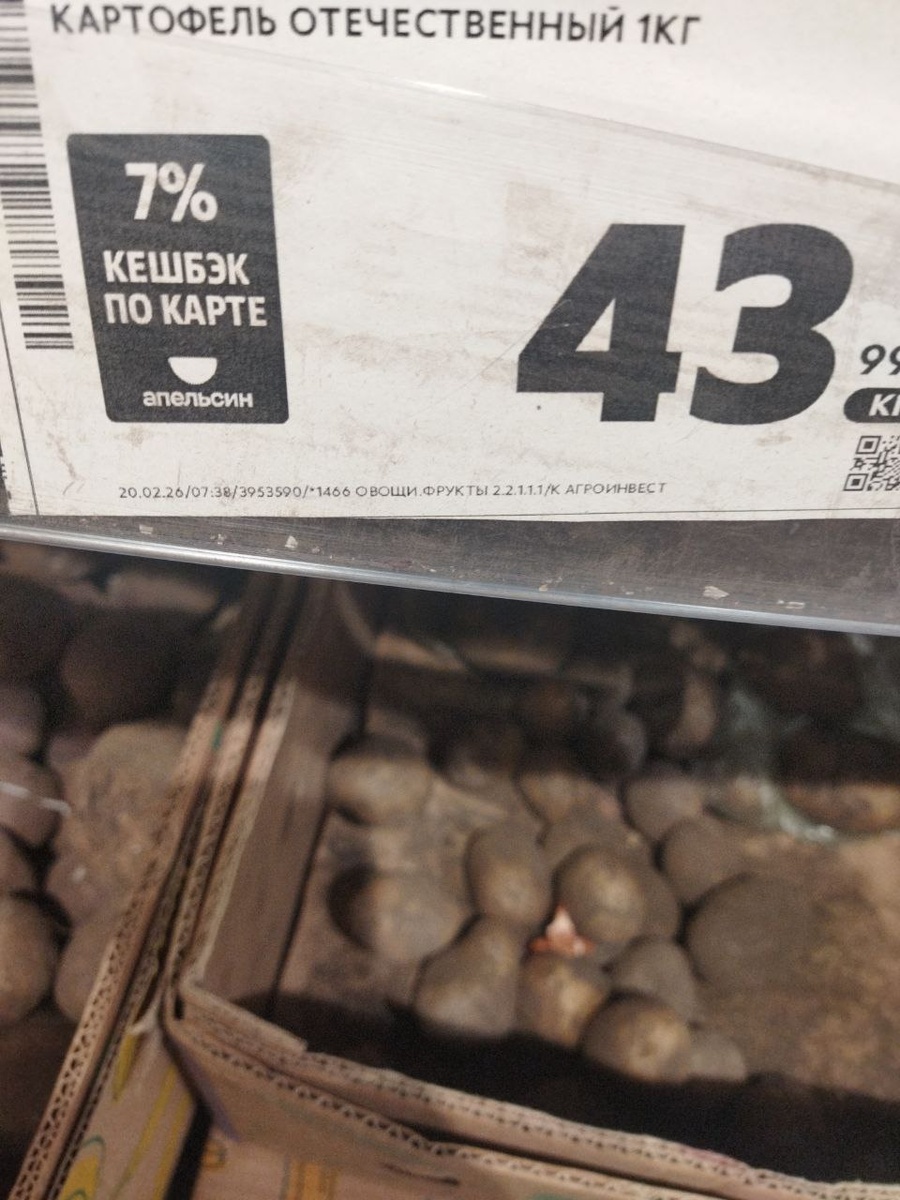 КАРТОФЕЛЬ ОТЕЧЕСТВЕННЫЙ 1КГ
7%
КЕШБЭК
ПО КАРТЕ
апельсин
43
99
20.02.26/07:38/3953590/*1466 ОВОЩИ.ФРУКТЫ 2.2.1.1.1/К АГРОИНВЕСТ